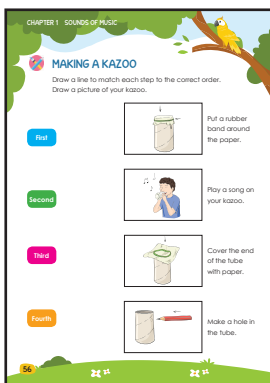 CHAPTER 1 SOUNDS OF MUSIC
MAKING A KAZOO
Draw a line to match each step to the correct order.
Draw a picture of your kazoo.
First
Put a rubber
band around
the paper.
Second
Play a song on
your kazoo.
Third
Cover the end
of the tube
with paper.
Fourth
Make a hole in
the tube.
56